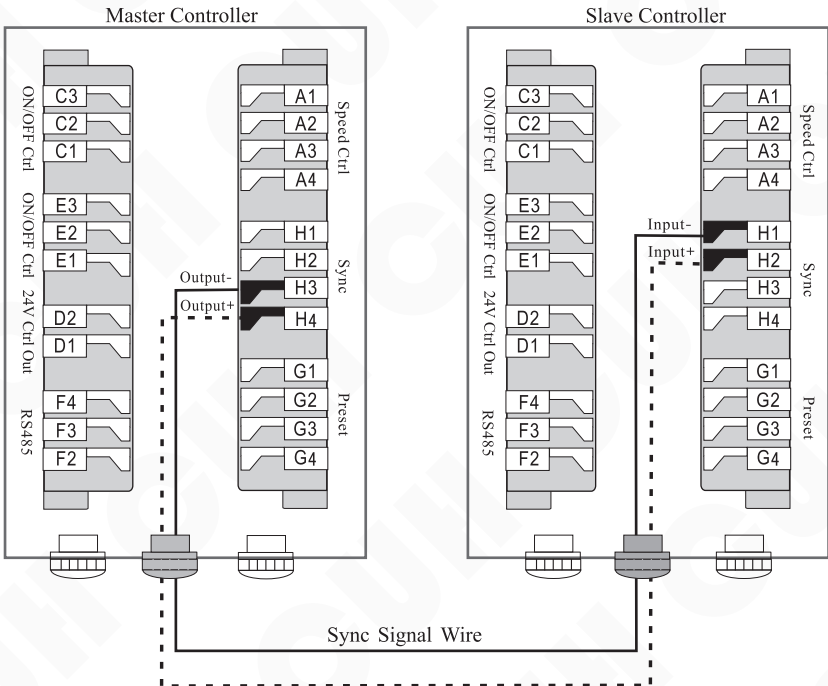 Master Controller
C3
C2
C1
ON/OFF Ctrl
E3
E2
E1
ON/OFF Ctrl
D2
D1
24V Ctrl Out
F4
F3
F2
RS485
A1
A2
A3
A4
Speed Ctrl
H1
H2
H3
H4
Sync
Output-
Output+
G1
G2
G3
G4
Preset
Slave Controller
C3
C2
C1
ON/OFF Ctrl
E3
E2
E1
ON/OFF Ctrl
D2
D1
24V Ctrl Out
F4
F3
F2
RS485
A1
A2
A3
A4
Speed Ctrl
Input-
Input+
H1
H2
H3
H4
Sync
G1
G2
G3
G4
Preset
Sync Signal Wire